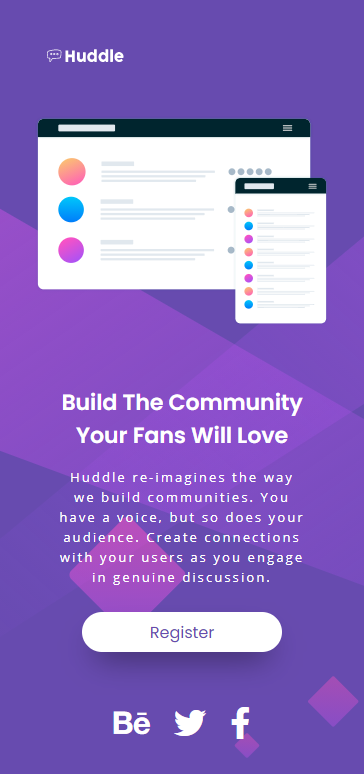 Huddle
Build The Community
Your Fans Will Love
Huddle re-imagines the way
we build communities. You
have a voice, but so does your
audience. Create connections
with your users as you engage
in genuine discussion.
Register
Bē